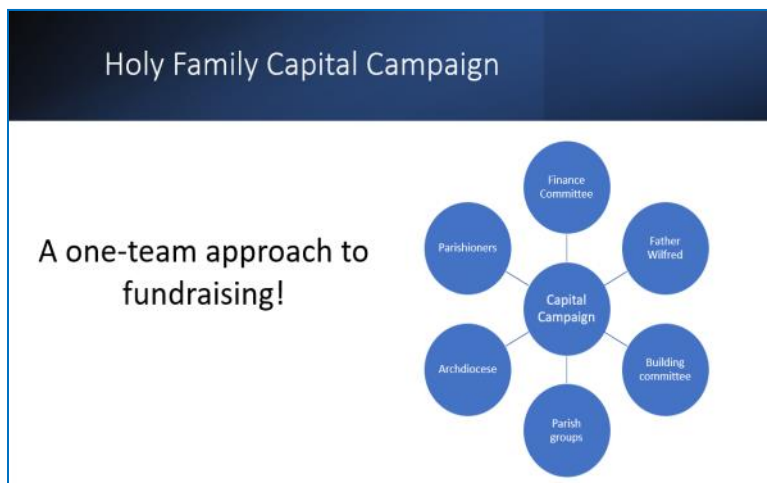 Holy Family Capital Campaign
A one-team approach to
fundraising!
Finance
Committee
Father
Wilfred
Building
committee
Parish
groups
Archdiocese
Parishioners
Capital
Campaign